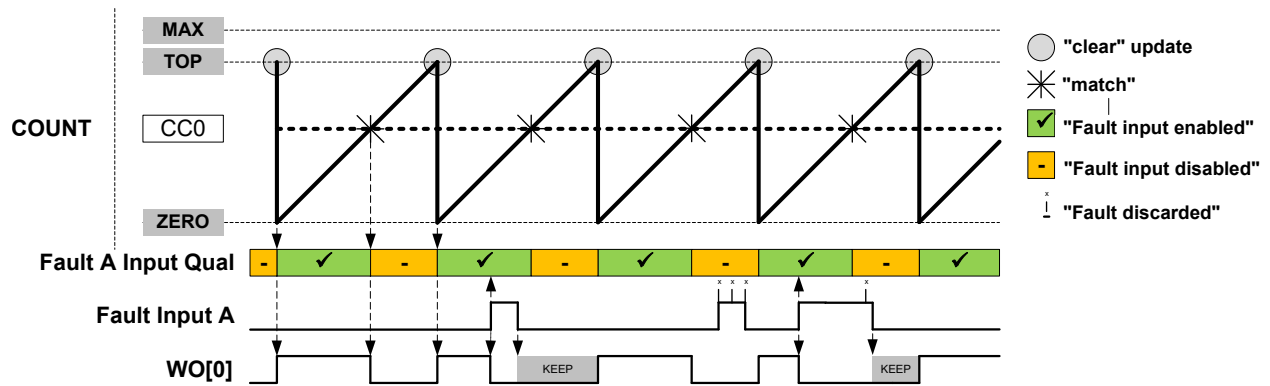 MAX
"clear" update
TOP
"match"
COUNT
CC0
"Fault input enabled"
✓
-
"Fault input disabled"
x
"Fault discarded"
ZERO
Fault A Input Qual
- ✓ - ✓ - ✓ - ✓ - ✓
x x x x
Fault Input A
WO[0]
KEEP
KEEP